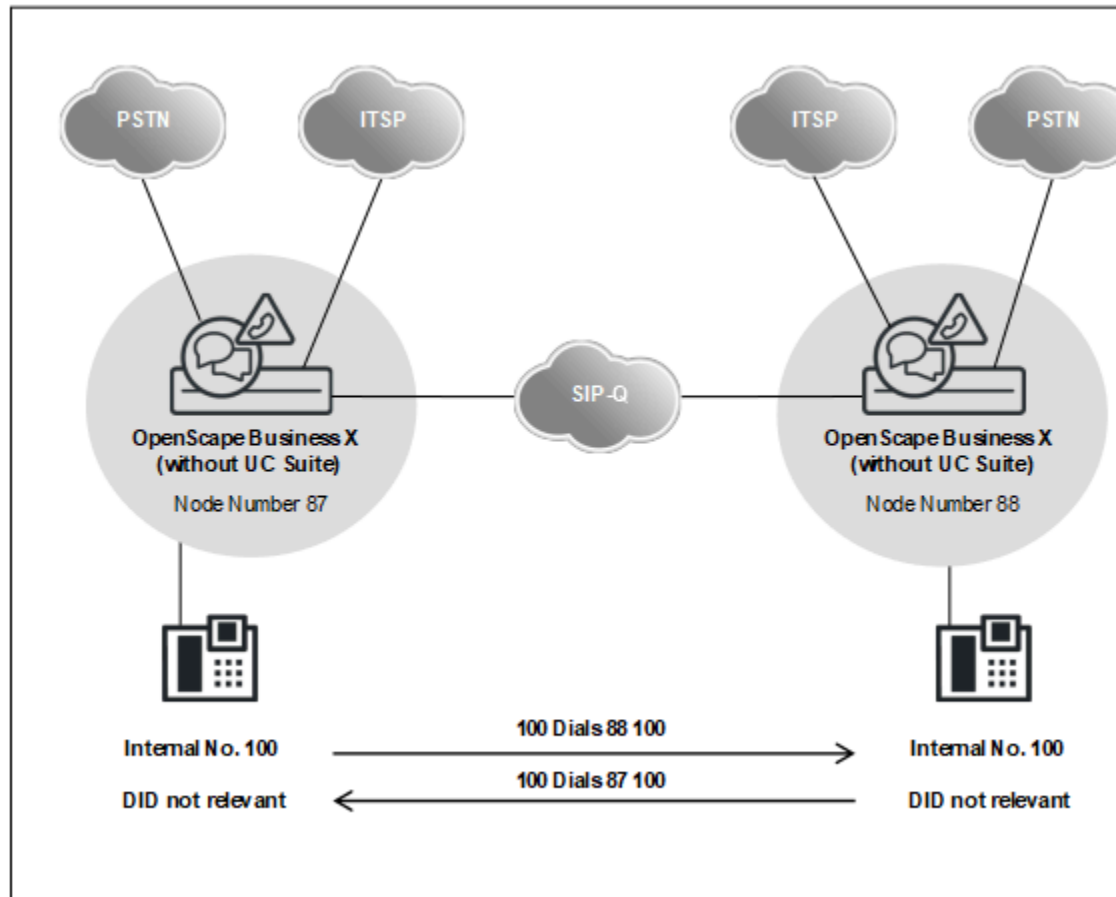 PSTN
ITSP
ITSP
PSTN
SIP-Q
OpenScape Business X
(without UC Suite)
Node Number 87
OpenScape Business X
(without UC Suite)
Node Number 88
100 Dials 88 100
Internal No. 100
Internal No. 100
100 Dials 87 100
DID not relevant
DID not relevant